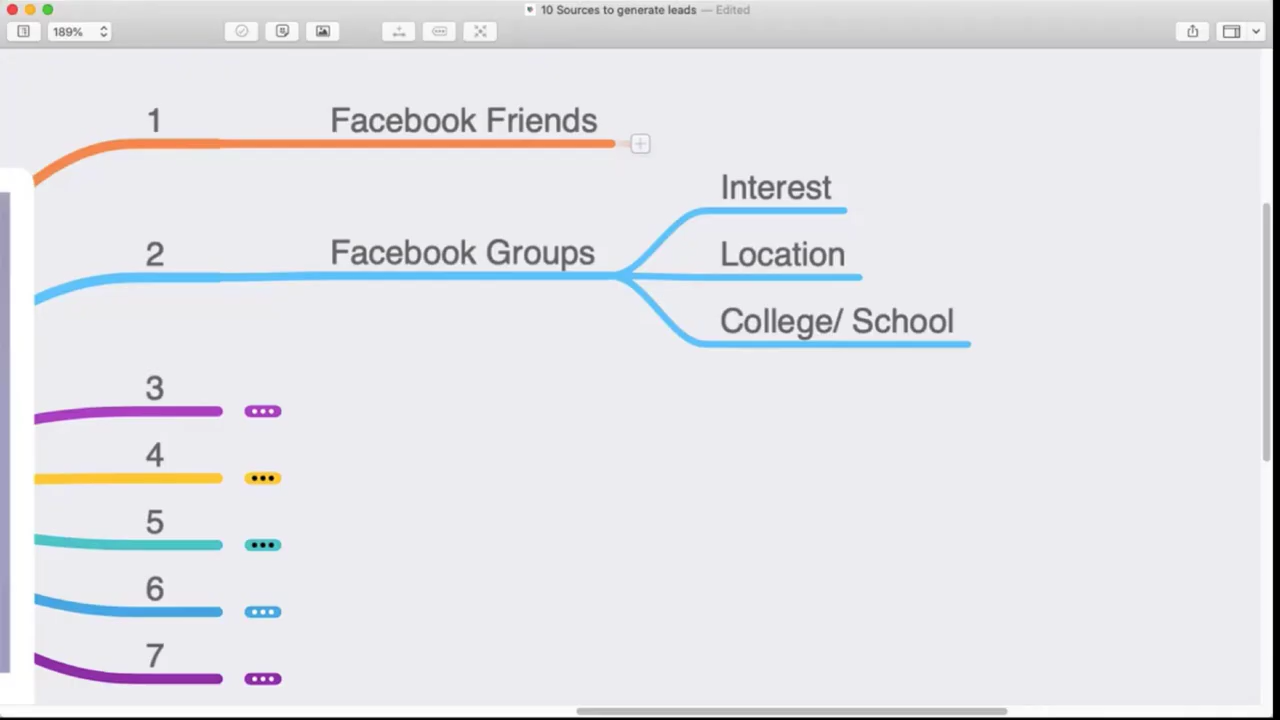 10 Sources to generate leads — Edited
189%
1
Facebook Friends
Interest
2
Facebook Groups
Location
College/ School
3
4
5
6
7